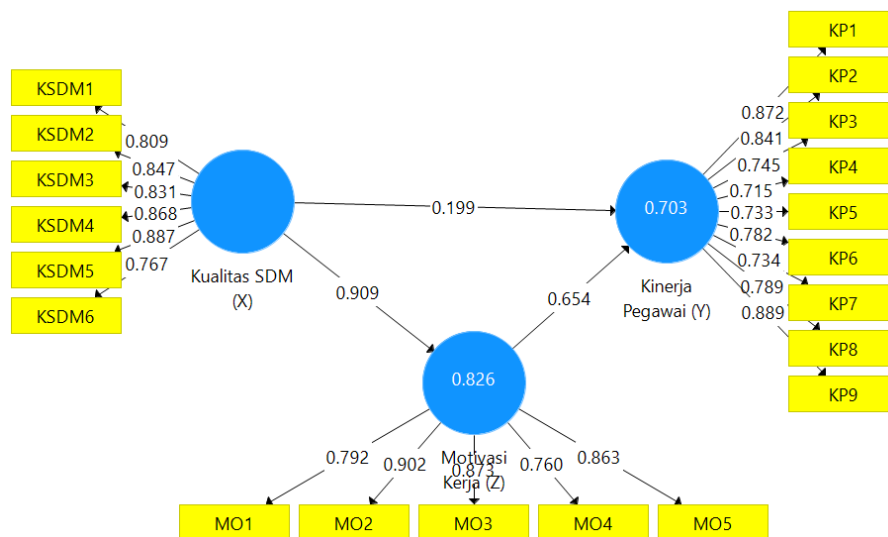 KSDM1
KSDM2
KSDM3
KSDM4
KSDM5
KSDM6
0.809
0.847
0.831
0.868
0.887
0.767
Kualitas SDM
(X)
0.199
0.909
0.654
0.826
Motivasi
Kerja (Z)
0.792
0.902
0.873
0.760
0.863
MO1
MO2
MO3
MO4
MO5
0.703
Kinerja
Pegawai (Y)
0.872
0.841
0.745
0.715
0.733
0.782
0.734
0.789
0.889
KP1
KP2
KP3
KP4
KP5
KP6
KP7
KP8
KP9